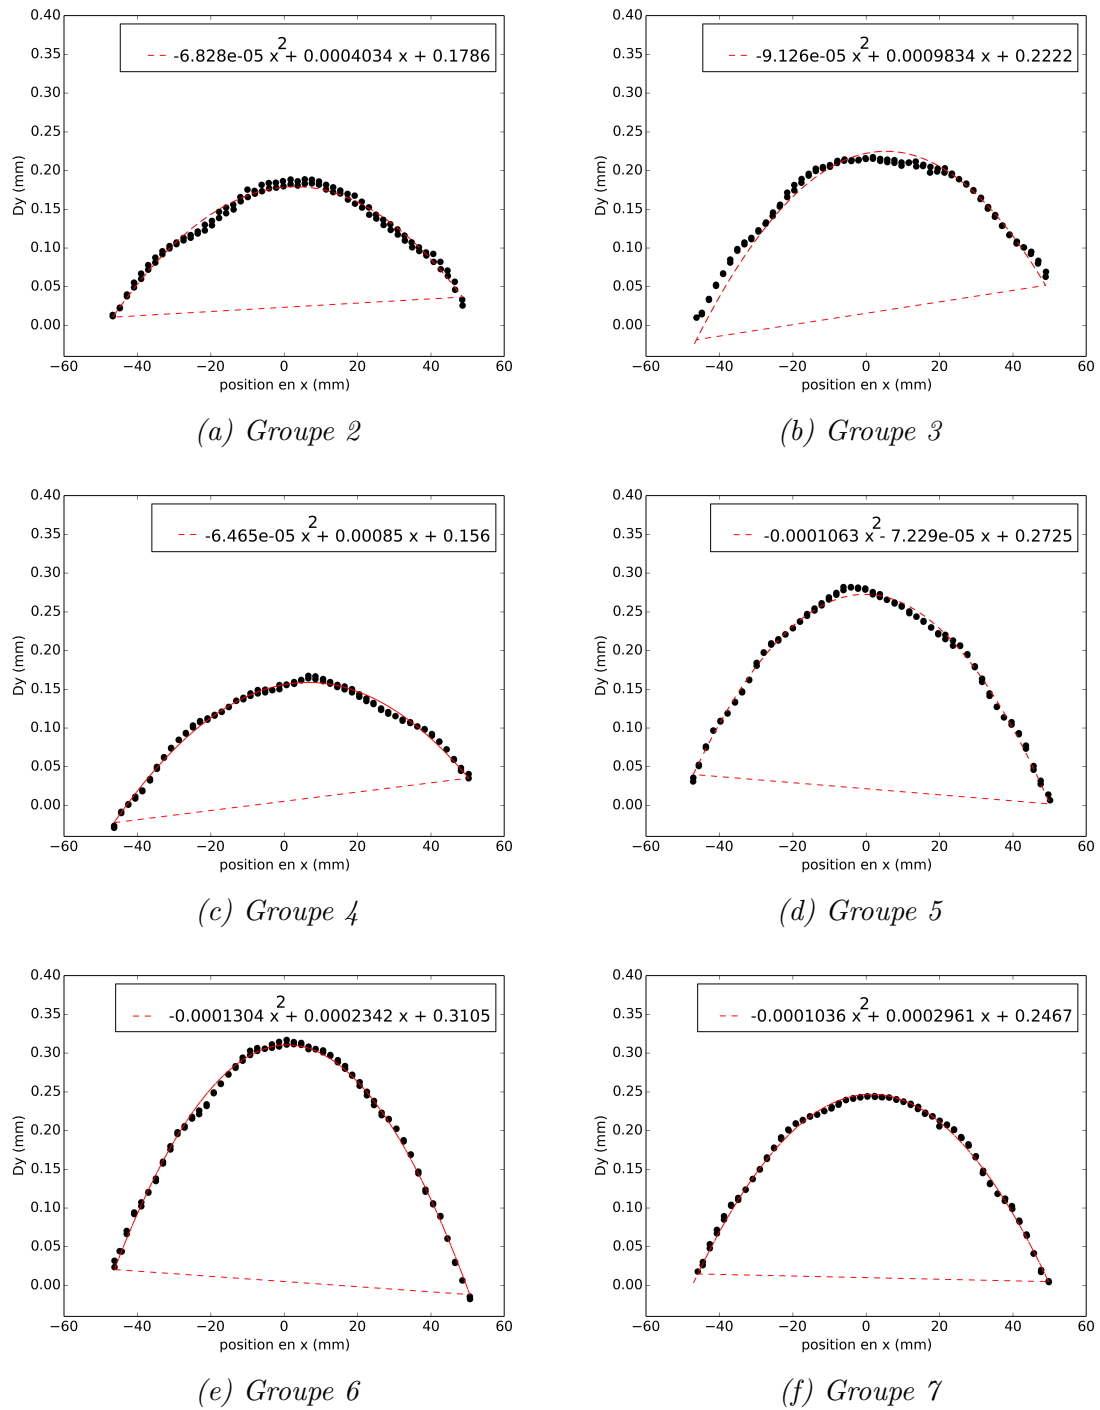 0.40
0.35
0.30
0.25
0.20
0.15
0.10
0.05
0.00
Dy (mm)
2
-6.828e-05 x + 0.0004034 x + 0.1786
−60 −40 −20 0 20 40 60
position en x (mm)
(a) Groupe 2
0.40
0.35
0.30
0.25
0.20
0.15
0.10
0.05
0.00
Dy (mm)
2
-9.126e-05 x + 0.0009834 x + 0.2222
−60 −40 −20 0 20 40 60
position en x (mm)
(b) Groupe 3
0.40
0.35
0.30
0.25
0.20
0.15
0.10
0.05
0.00
Dy (mm)
2
-6.465e-05 x + 0.00085 x + 0.156
−60 −40 −20 0 20 40 60
position en x (mm)
(c) Groupe 4
0.40
0.35
0.30
0.25
0.20
0.15
0.10
0.05
0.00
Dy (mm)
2
-0.0001063 x - 7.229e-05 x + 0.2725
−60 −40 −20 0 20 40 60
position en x (mm)
(d) Groupe 5
0.40
0.35
0.30
0.25
0.20
0.15
0.10
0.05
0.00
Dy (mm)
2
-0.0001304 x + 0.0002342 x + 0.3105
−60 −40 −20 0 20 40 60
position en x (mm)
(e) Groupe 6
0.40
0.35
0.30
0.25
0.20
0.15
0.10
0.05
0.00
Dy (mm)
2
-0.0001036 x + 0.0002961 x + 0.2467
−60 −40 −20 0 20 40 60
position en x (mm)
(f) Groupe 7